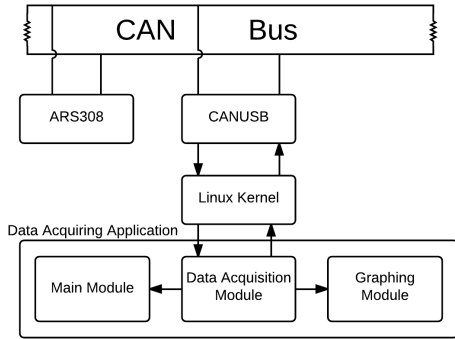 CAN Bus
ARS308
CANUSB
Linux Kernel
Data Acquiring Application
Main Module
Data Acquisition
Module
Graphing
Module